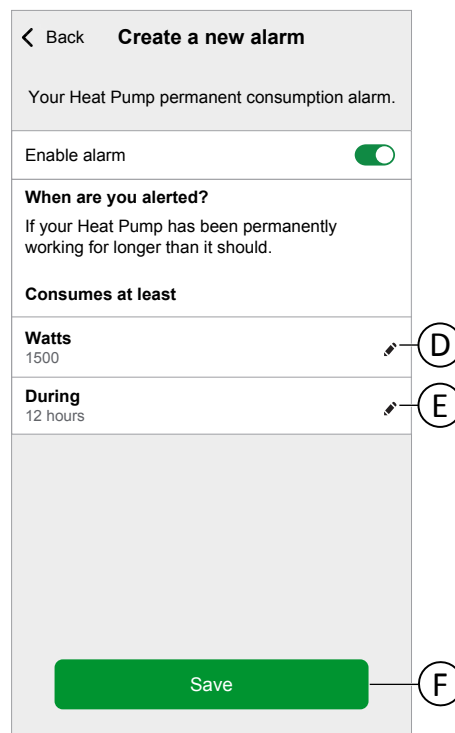 Back Create a new alarm
Your Heat Pump permanent consumption alarm.
Enable alarm
When are you alerted?
If your Heat Pump has been permanently
working for longer than it should.
Consumes at least
Watts
1500
D
During
12 hours
E
Save
F